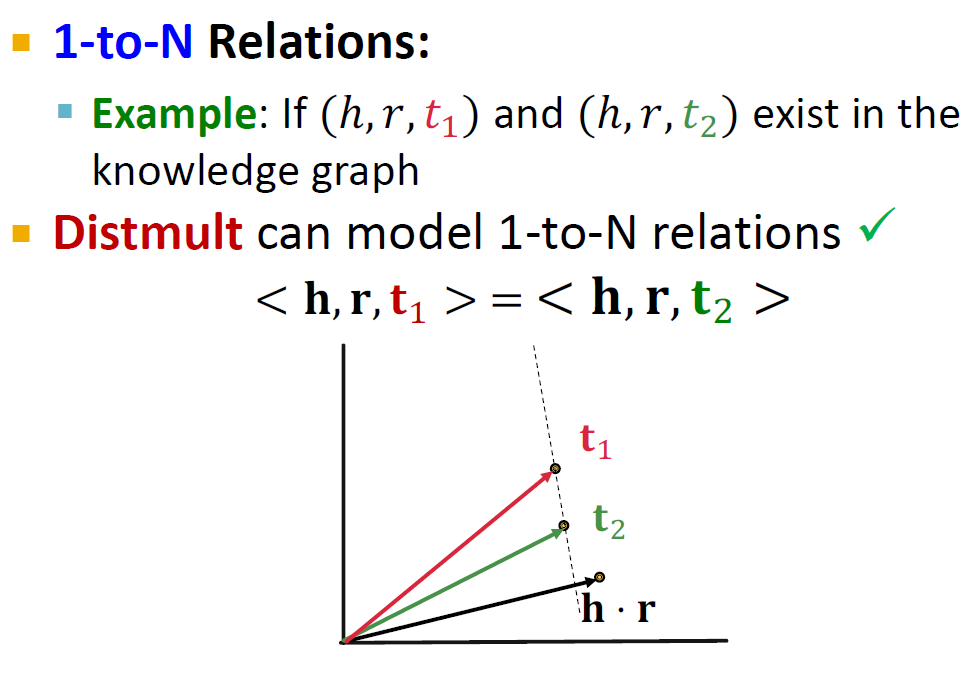 1-to-N Relations:
Example: If (h, r, t₁) and (h, r, t₂) exist in the
knowledge graph
Distmult can model 1-to-N relations ✓
< h, r, t₁ > = < h, r, t₂ >
t₁
t₂
h · r